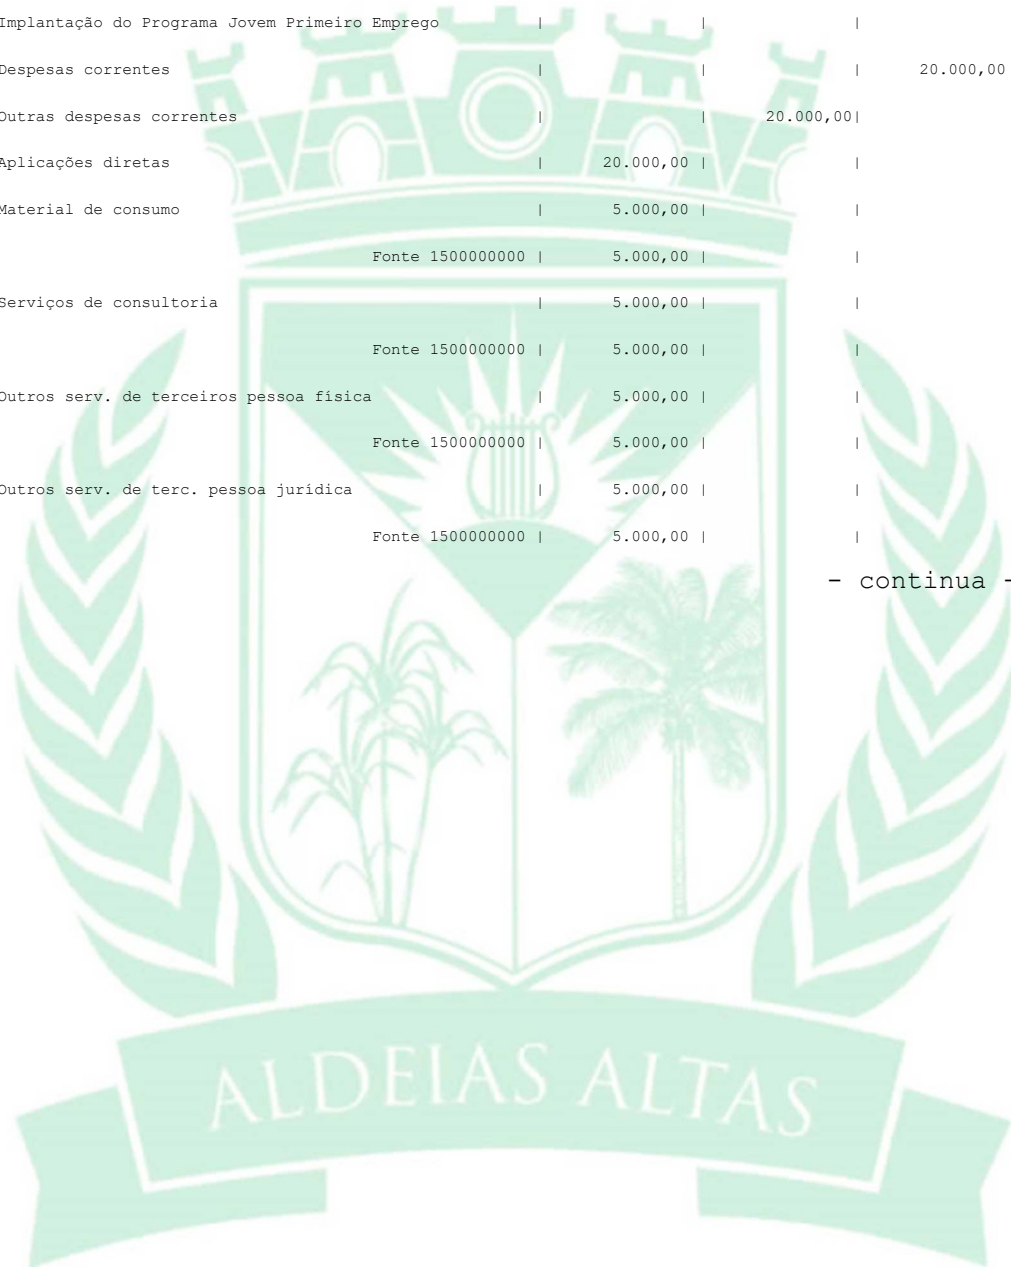 Implantação do Programa Jovem Primeiro Emprego | | |
Despesas correntes | | | 20.000,00
Outras despesas correntes | | 20.000,00|
Aplicações diretas | 20.000,00 | |
Material de consumo | 5.000,00 | |
Fonte 1500000000 | 5.000,00 | |
Serviços de consultoria | 5.000,00 | |
Fonte 1500000000 | 5.000,00 | |
Outros serv. de terceiros pessoa física | 5.000,00 | |
Fonte 1500000000 | 5.000,00 | |
Outros serv. de terc. pessoa jurídica | 5.000,00 | |
Fonte 1500000000 | 5.000,00 | |
- continua -
ALDEIAS ALTAS